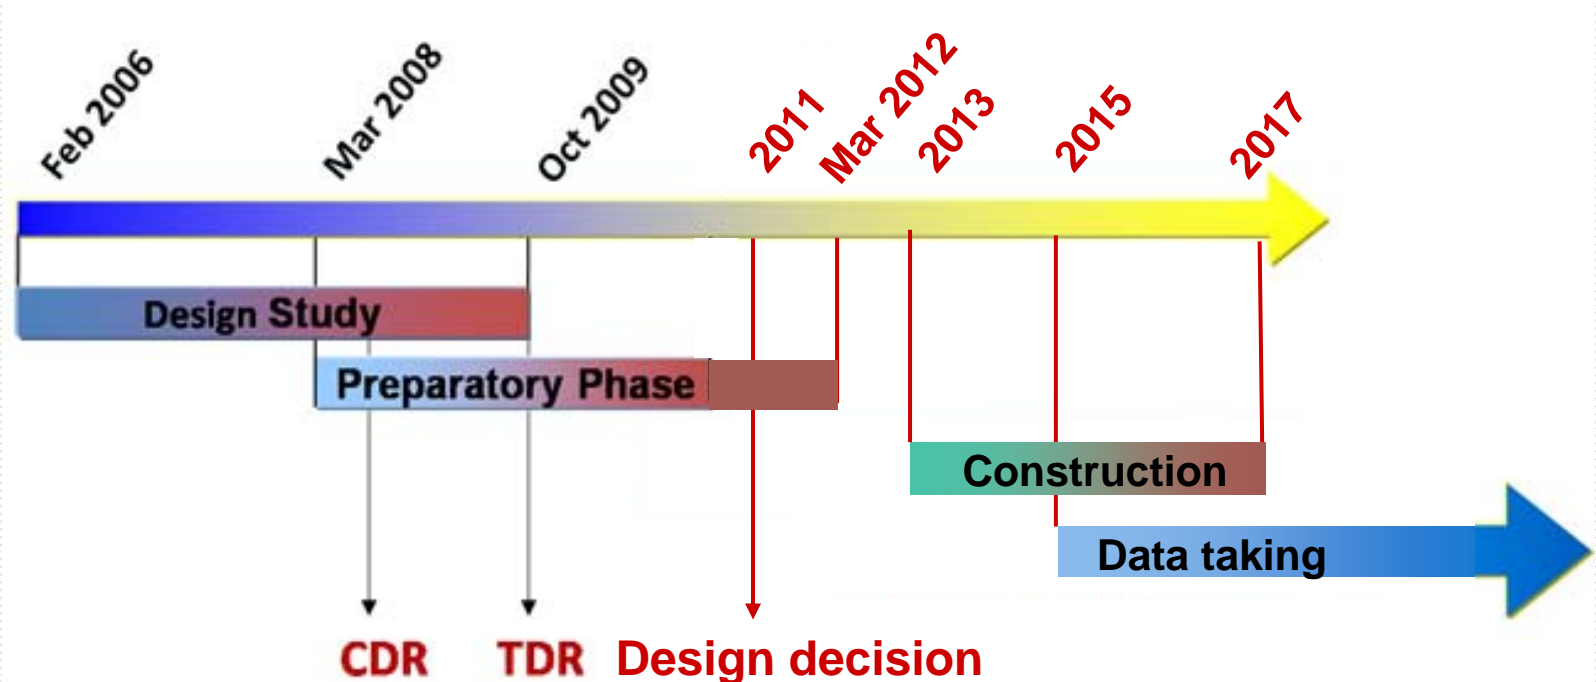 Feb 2006
Mar 2008
Oct 2009
2011
Mar 2012
2013
2015
2017
Design Study
Preparatory Phase
Construction
Data taking
CDR
TDR
Design decision